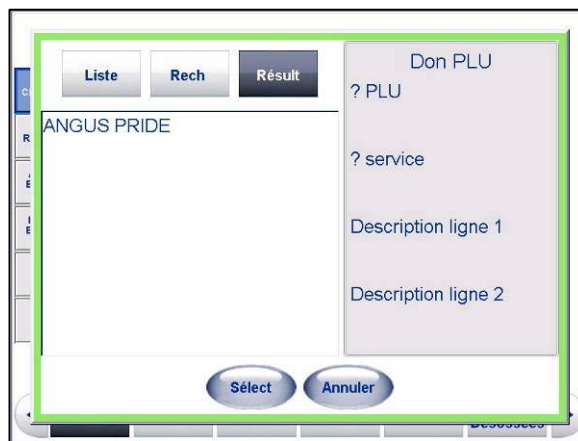 Liste
Rech
Résult
Don PLU
? PLU
ANGUS PRIDE
? service
Description ligne 1
Description ligne 2
Sélect
Annuler